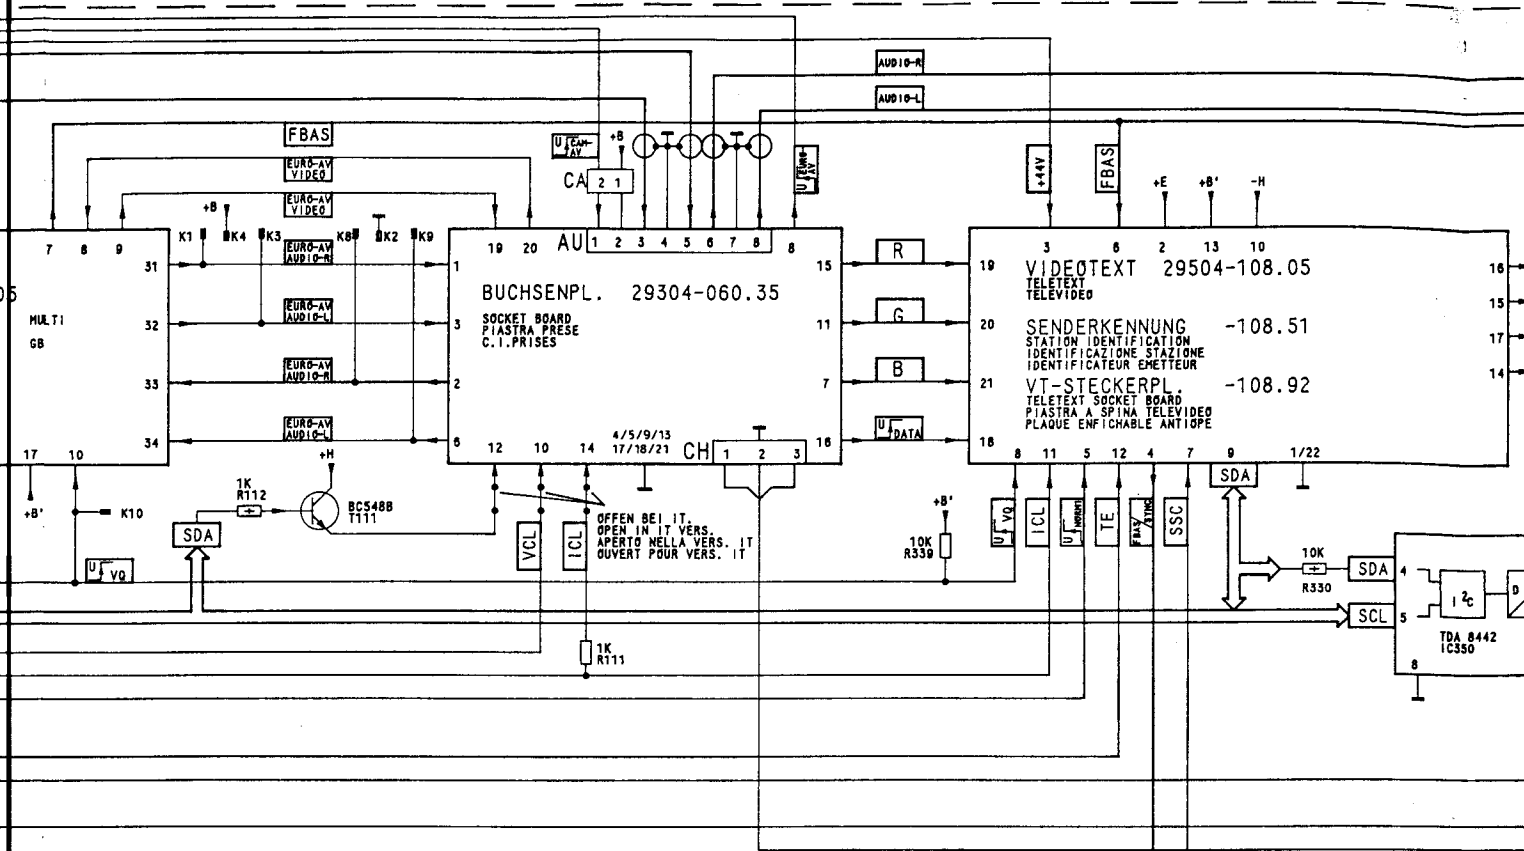 AUDIO-R
AUDIO-L
FBAS
EURO-AV
VIDEO
EURO-AV
VIDEO
U CAM-
AV
+B
CA 2 1
U EURO-
AV
+44V
FBAS
+E
+B'
-H
7 8 9
K1
+B
K4
K3
K8
K2
K9
19 20
AU 1 2 3 4 5 6 7 8
8
3 6 2 13 10
31
EURO-AV
AUDIO-R
1
15
R
19
VIDEOTEXT 29504-108.05
TELETEXT
TELEVIDEO
16
05
BUCHSENPL. 29304-060.35
15
MULTI
GB
32
EURO-AV
AUDIO-L
3
SOCKET BOARD
PIASTRA PRESE
C.I.PRISES
11
G
20
SENDERKENNUNG -108.51
STATION IDENTIFICATION
IDENTIFICAZIONE STAZIONE
IDENTIFICATEUR EMETTEUR
17
33
EURO-AV
AUDIO-R
2
7
B
21
VT-STECKERPL. -108.92
TELETEXT SOCKET BOARD
PIASTRA A SPINA TELEVIDEO
PLAQUE ENFICHABLE ANTIOPE
14
34
EURO-AV
AUDIO-L
6
16
U DATA
18
17 10
12 10 14
4/5/9/13
17/18/21
CH 1 2 3
8 11 5 12 4 7 9 1/22
+H
SDA
+B'
K10
1K
R112
BC548B
T111
SDA
U VQ
VCL
ICL
OFFEN BEI IT.
OPEN IN IT VERS.
APERTO NELLA VERS. IT
OUVERT POUR VERS. IT
+B'
10K
R339
U VQ
ICL
U NORM1
TE
FBAS/
SYNC
SSC
10K
R330
SDA 4
SCL 5
I²C
D
TDA 8442
IC350
8
1K
R111